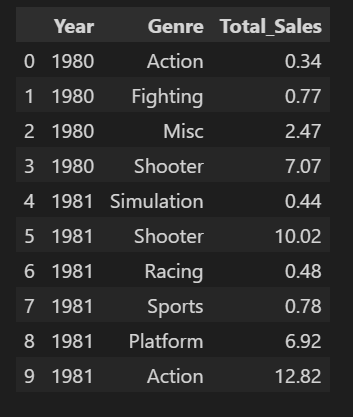 Year Genre Total_Sales
0 1980 Action 0.34
1 1980 Fighting 0.77
2 1980 Misc 2.47
3 1980 Shooter 7.07
4 1981 Simulation 0.44
5 1981 Shooter 10.02
6 1981 Racing 0.48
7 1981 Sports 0.78
8 1981 Platform 6.92
9 1981 Action 12.82